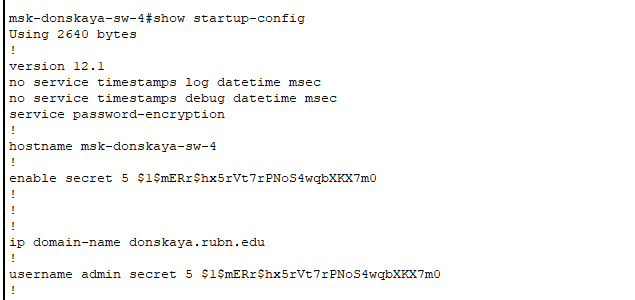 msk-donskaya-sw-4#show startup-config
Using 2640 bytes
!
version 12.1
no service timestamps log datetime msec
no service timestamps debug datetime msec
service password-encryption
!
hostname msk-donskaya-sw-4
!
enable secret 5 $1$mERr$hx5rVt7rPNoS4wqbXKX7m0
!
!
!
ip domain-name donskaya.rubn.edu
!
username admin secret 5 $1$mERr$hx5rVt7rPNoS4wqbXKX7m0
!